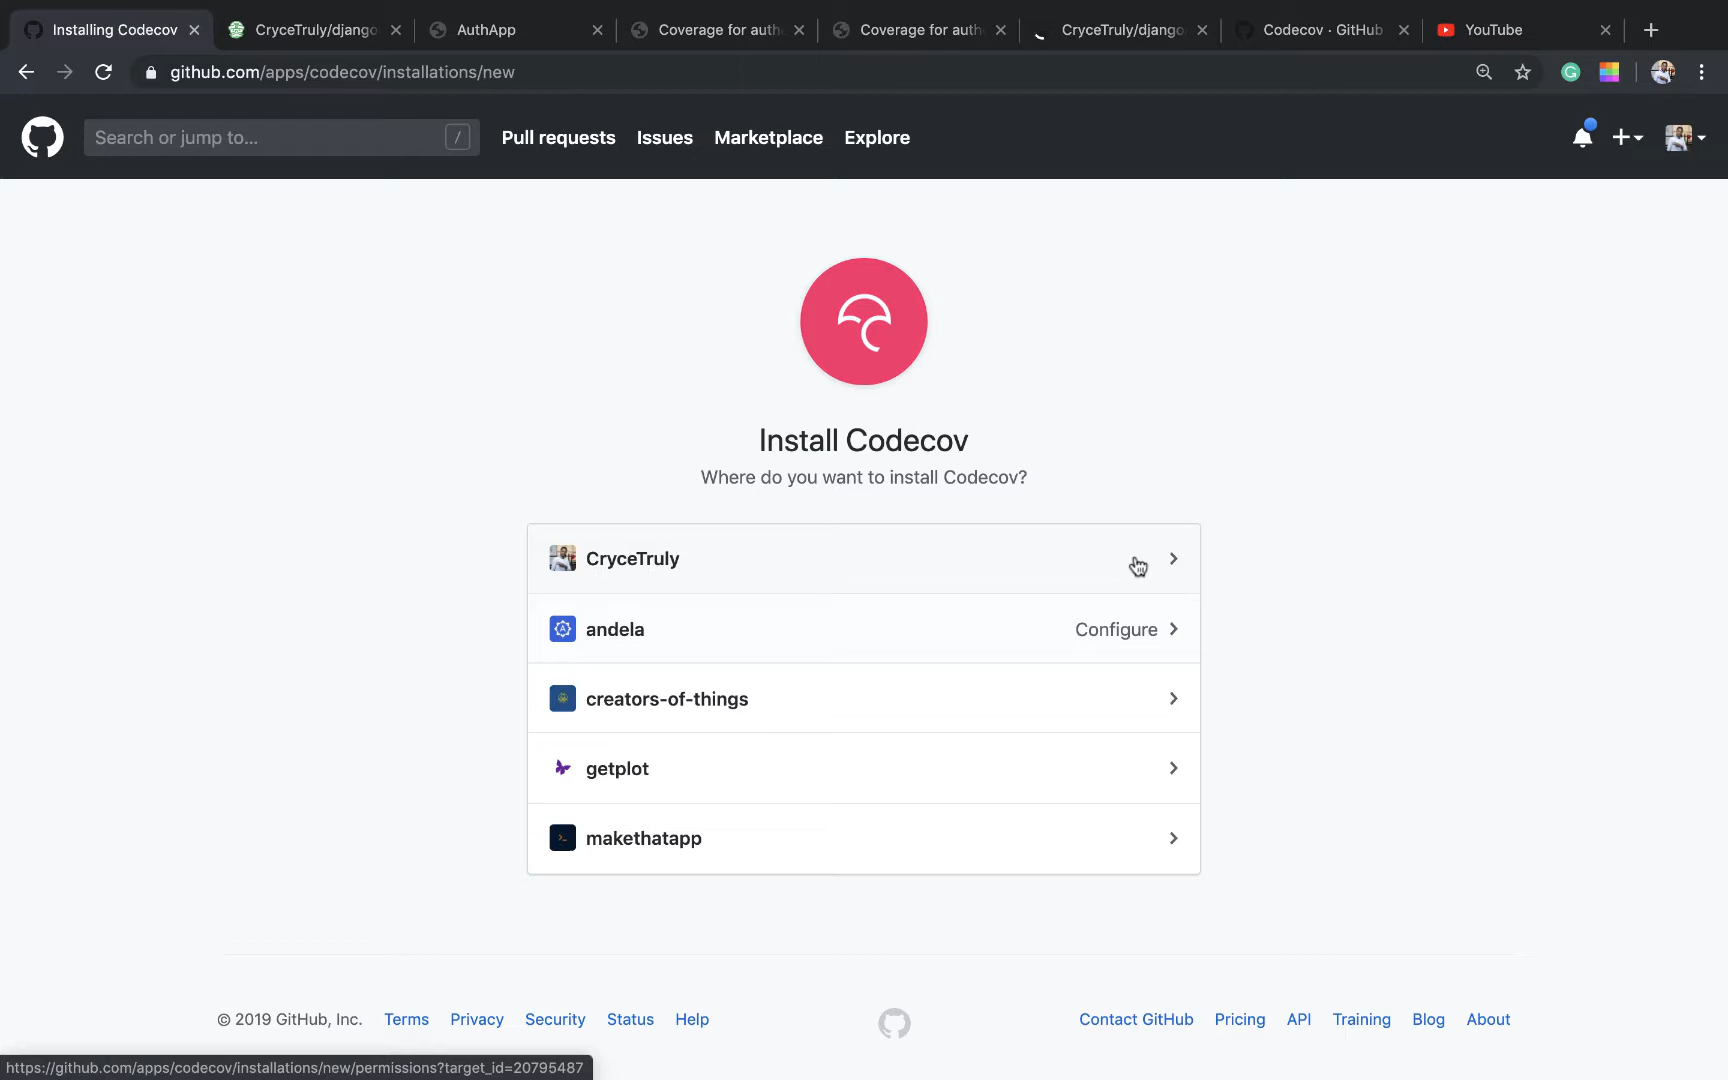 Installing Codecov
CryceTruly/django
AuthApp
Coverage for auth
Coverage for auth
CryceTruly/django
Codecov · GitHub
YouTube
github.com/apps/codecov/installations/new
Search or jump to...
/
Pull requests
Issues
Marketplace
Explore
Install Codecov
Where do you want to install Codecov?
CryceTruly
andela
Configure
creators-of-things
getplot
makethatapp
© 2019 GitHub, Inc.
Terms
Privacy
Security
Status
Help
Contact GitHub
Pricing
API
Training
Blog
About
https://github.com/apps/codecov/installations/new/permissions?target_id=20795487